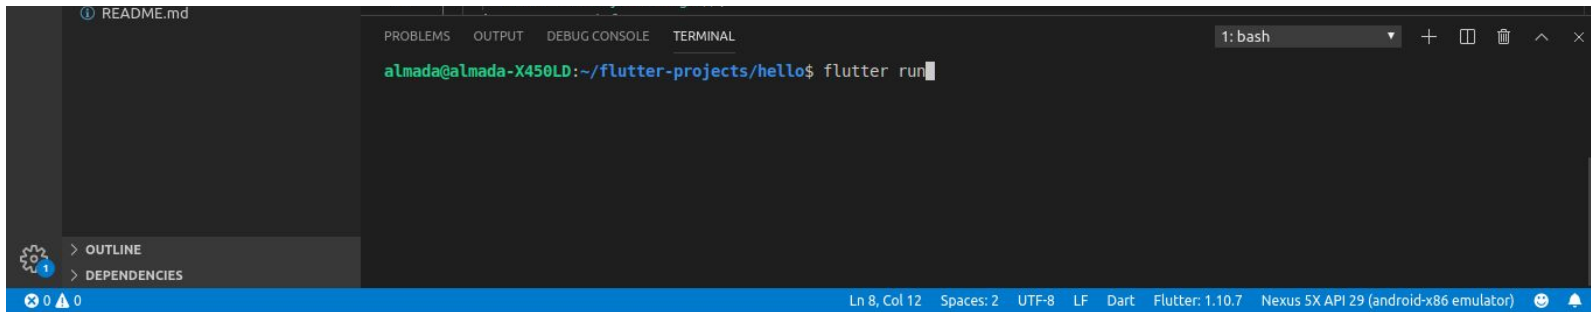 README.md
PROBLEMS OUTPUT DEBUG CONSOLE TERMINAL 1: bash
almada@almada-X450LD:~/flutter-projects/hello$ flutter run
> OUTLINE
1
> DEPENDENCIES
0 0 Ln 8, Col 12 Spaces: 2 UTF-8 LF Dart Flutter: 1.10.7 Nexus 5X API 29 (android-x86 emulator)